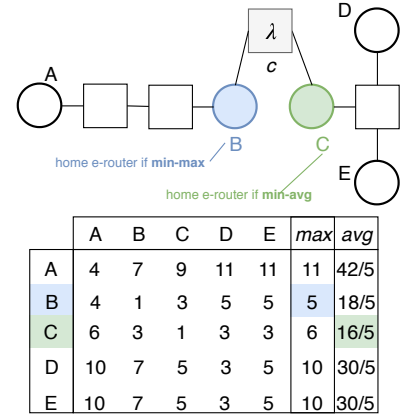 D
λ
A
c
B
C
home e-router if min-max
E
home e-router if min-avg
A B C D E max avg
A 4 7 9 11 11 11 42/5
B 4 1 3 5 5 5 18/5
C 6 3 1 3 3 6 16/5
D 10 7 5 3 5 10 30/5
E 10 7 5 3 5 10 30/5